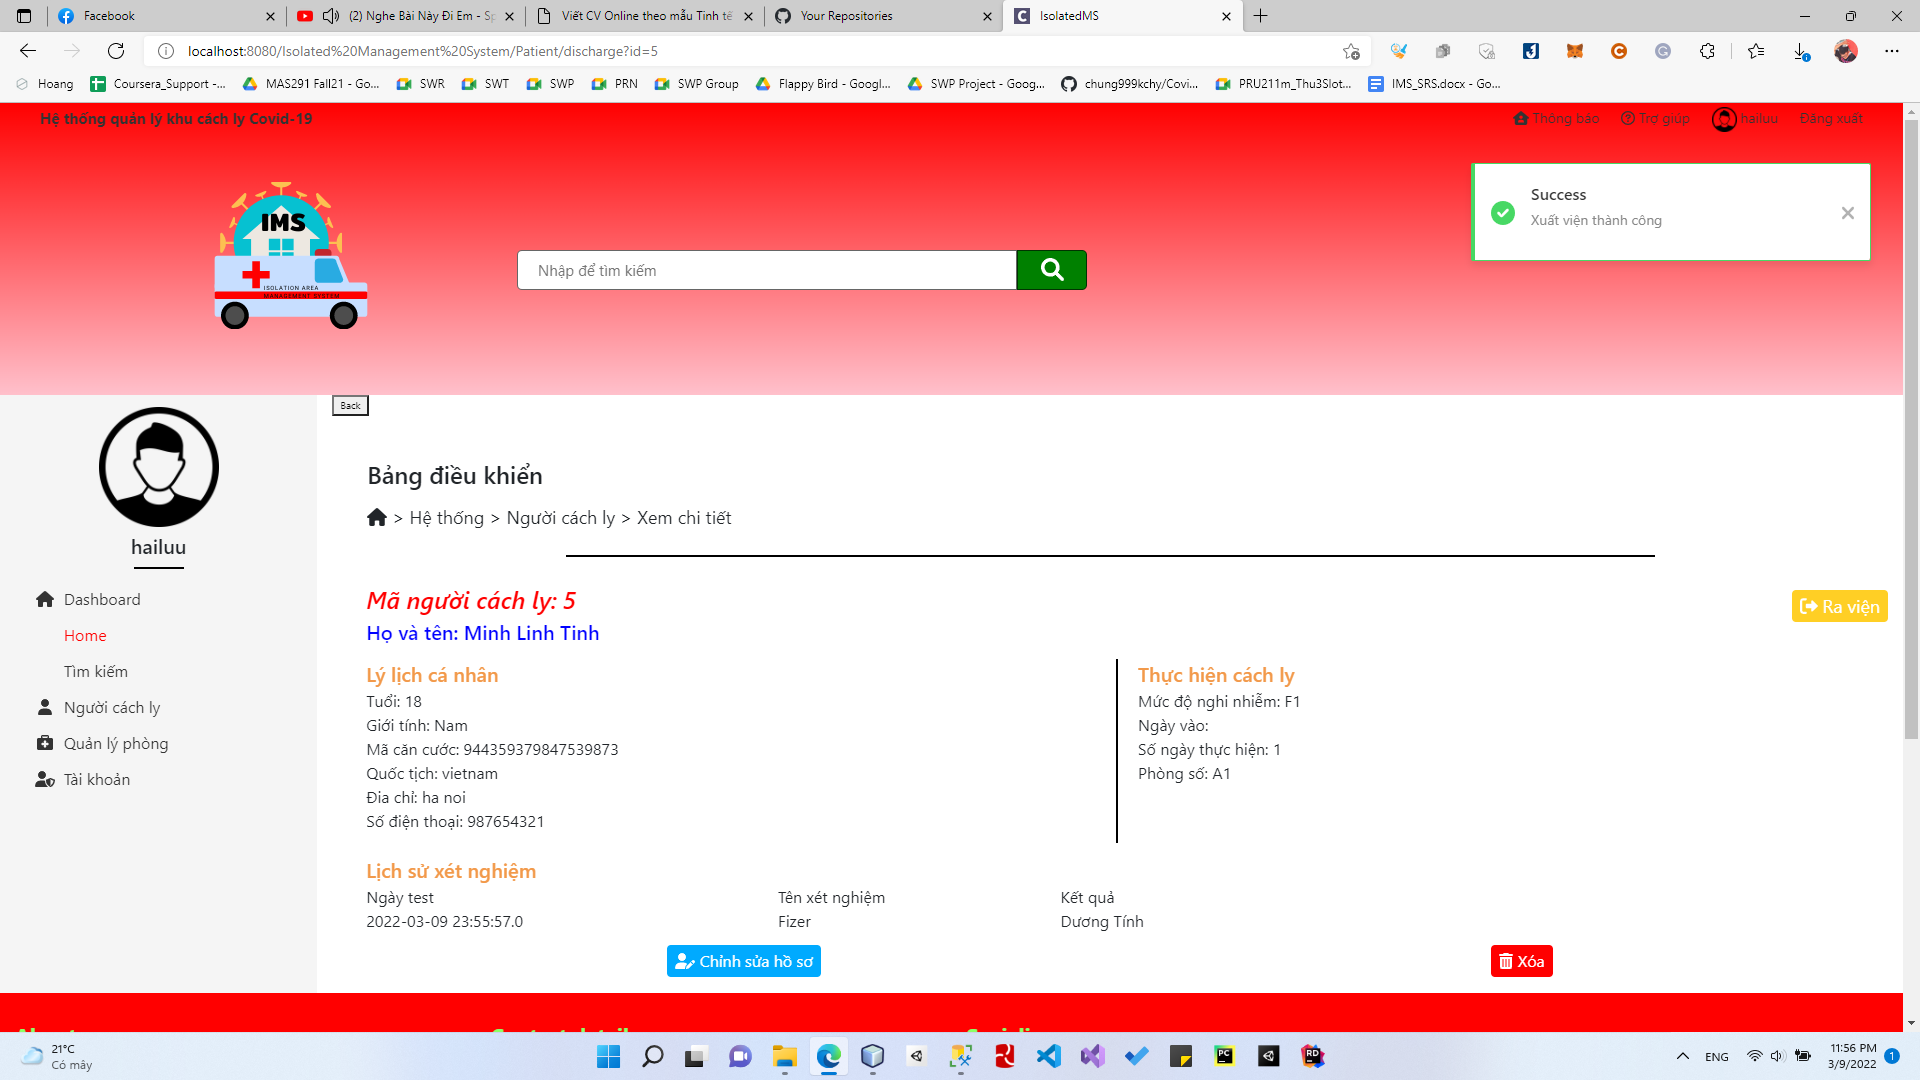 Facebook
(2) Nghe Bài Này Đi Em - Sp
Viết CV Online theo mẫu Tinh tế
Your Repositories
IsolatedMS
localhost:8080/Isolated%20Management%20System/Patient/discharge?id=5
Hoang
Coursera_Support -...
MAS291 Fall21 - Go...
SWR
SWT
SWP
PRN
SWP Group
Flappy Bird - Googl...
SWP Project - Goog...
chung999kchy/Covi...
PRU211m_Thu3Slot...
IMS_SRS.docx - Go...
Hệ thống quản lý khu cách ly Covid-19
Thông báo
Trợ giúp
hailuu
Đăng xuất
IMS
ISOLATION AREA
MANAGEMENT SYSTEM
Nhập để tìm kiếm
Success
Xuất viện thành công
Back
hailuu
Dashboard
Home
Tìm kiếm
Người cách ly
Quản lý phòng
Tài khoản
Bảng điều khiển
> Hệ thống > Người cách ly > Xem chi tiết
Mã người cách ly: 5
Ra viện
Họ và tên: Minh Linh Tinh
Lý lịch cá nhân
Tuổi: 18
Giới tính: Nam
Mã căn cước: 944359379847539873
Quốc tịch: vietnam
Đia chỉ: ha noi
Số điện thoại: 987654321
Thực hiện cách ly
Mức độ nghi nhiễm: F1
Ngày vào:
Số ngày thực hiện: 1
Phòng số: A1
Lịch sử xét nghiệm
Ngày test Tên xét nghiệm Kết quả
2022-03-09 23:55:57.0 Fizer Dương Tính
Chỉnh sửa hồ sơ
Xóa
21°C
Có mây
PC
RD
ENG
11:56 PM
3/9/2022
1